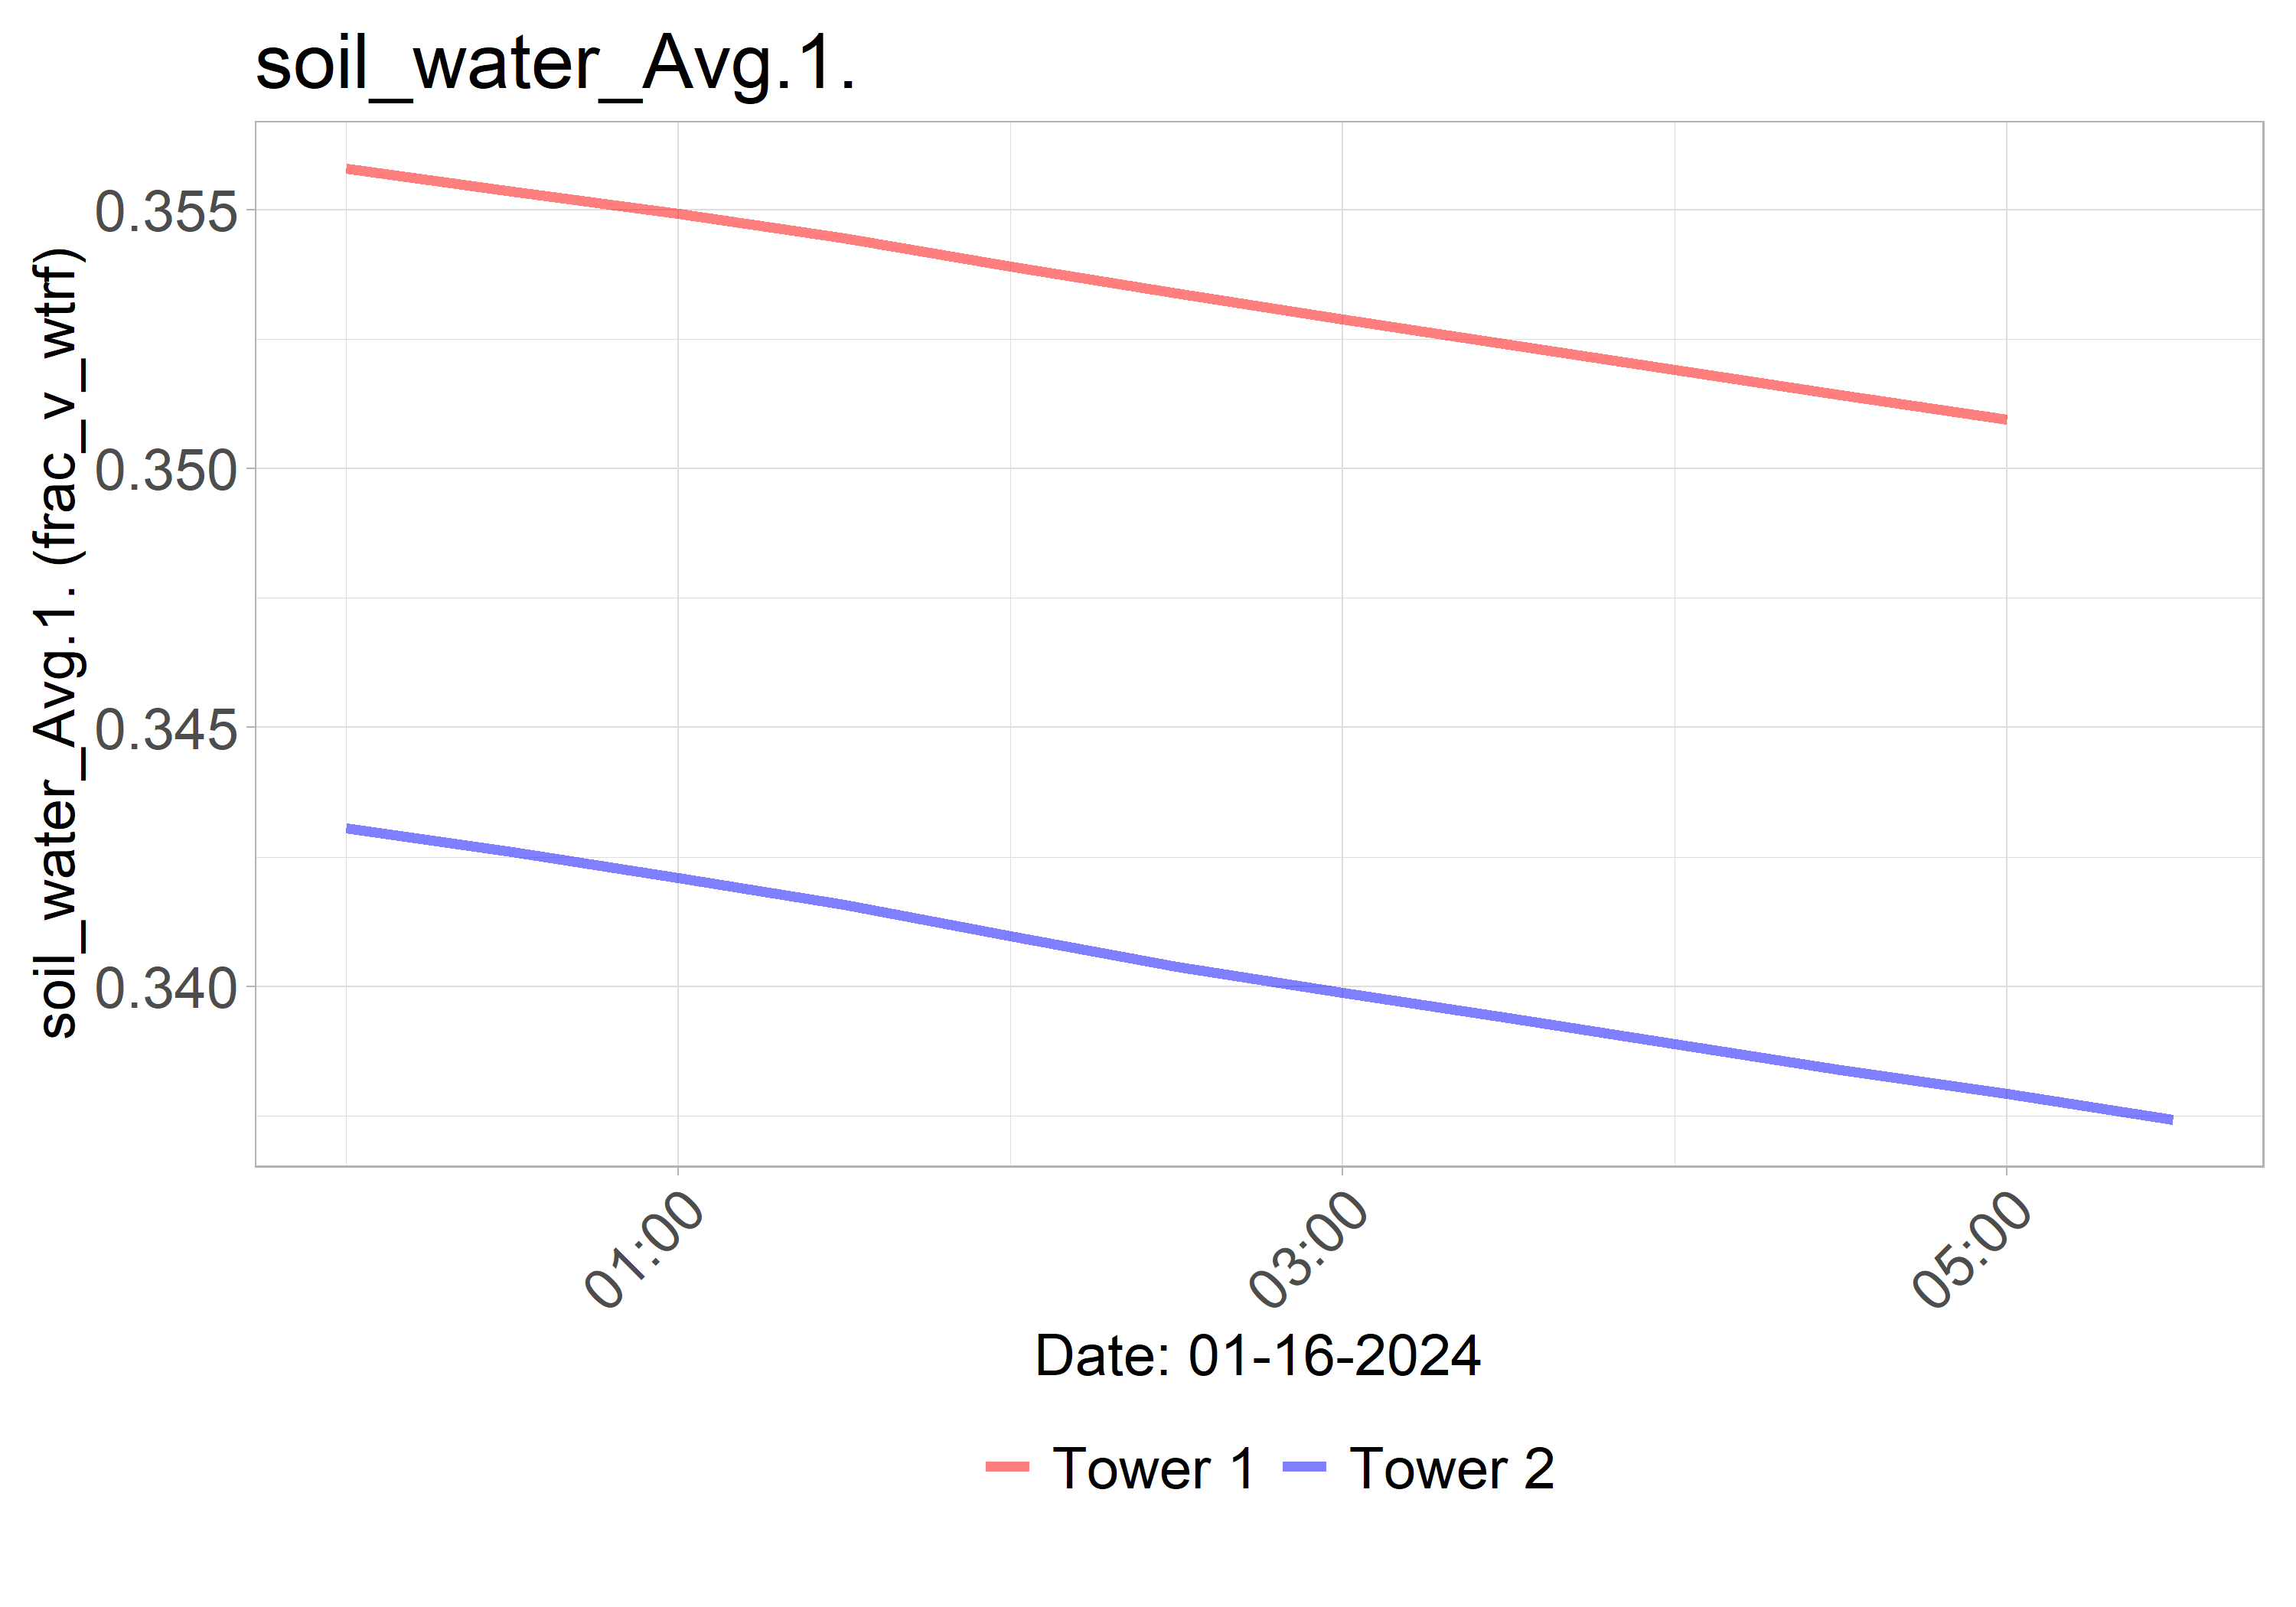 soil_water_Avg.1.
soil_water_Avg.1. (frac_v_wtrf)
0.355
0.350
0.345
0.340
01:00
03:00
05:00
Date: 01-16-2024
Tower 1
Tower 2